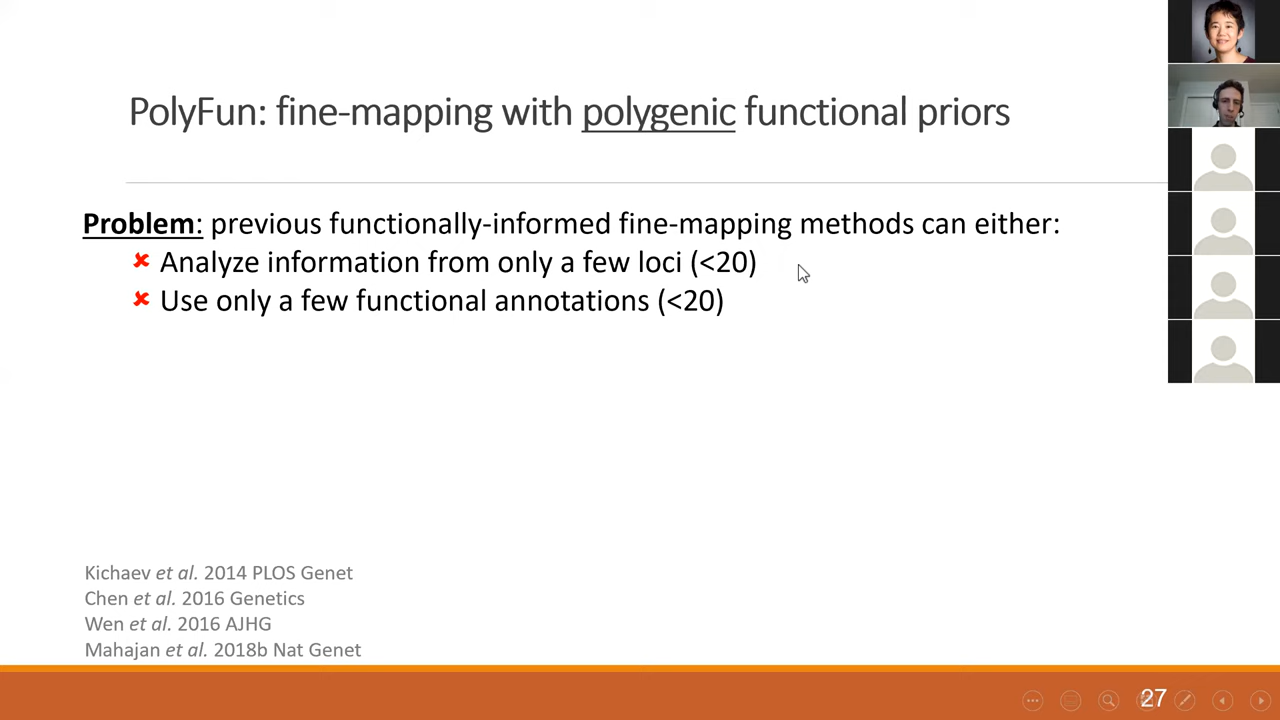 PolyFun: fine-mapping with polygenic functional priors
Problem: previous functionally-informed fine-mapping methods can either:
✘ Analyze information from only a few loci (<20)
✘ Use only a few functional annotations (<20)
Kichaev et al. 2014 PLOS Genet
Chen et al. 2016 Genetics
Wen et al. 2016 AJHG
Mahajan et al. 2018b Nat Genet
27